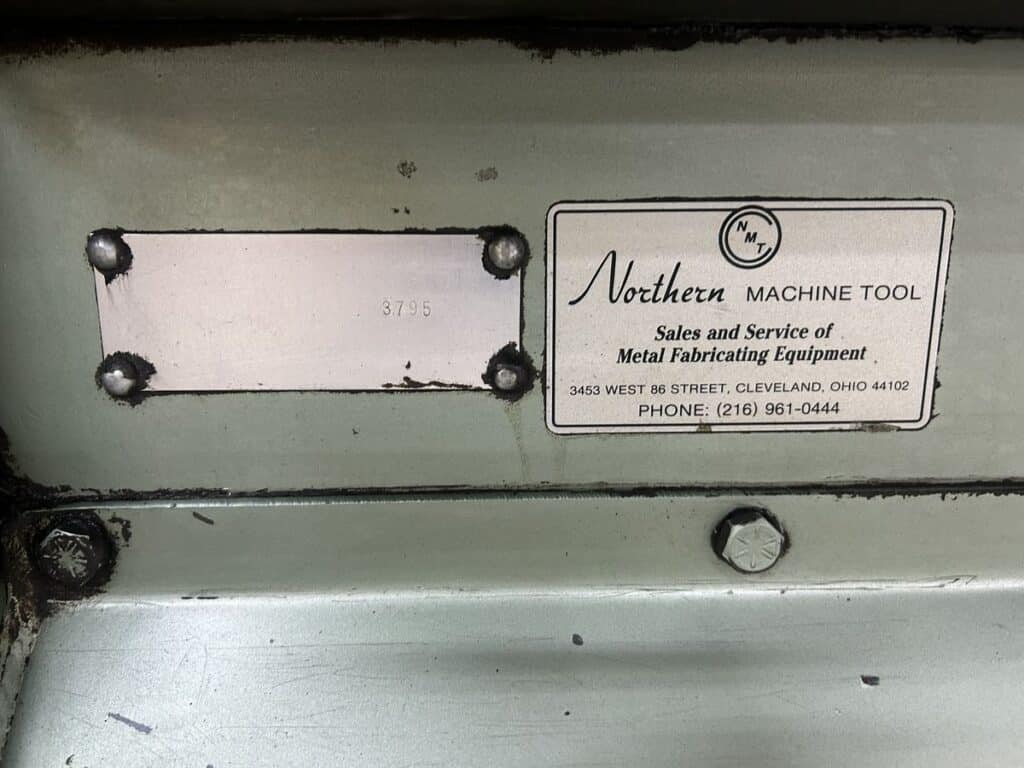 3795
NMT
Northern MACHINE TOOL
Sales and Service of
Metal Fabricating Equipment
3453 WEST 86 STREET, CLEVELAND, OHIO 44102
PHONE: (216) 961-0444